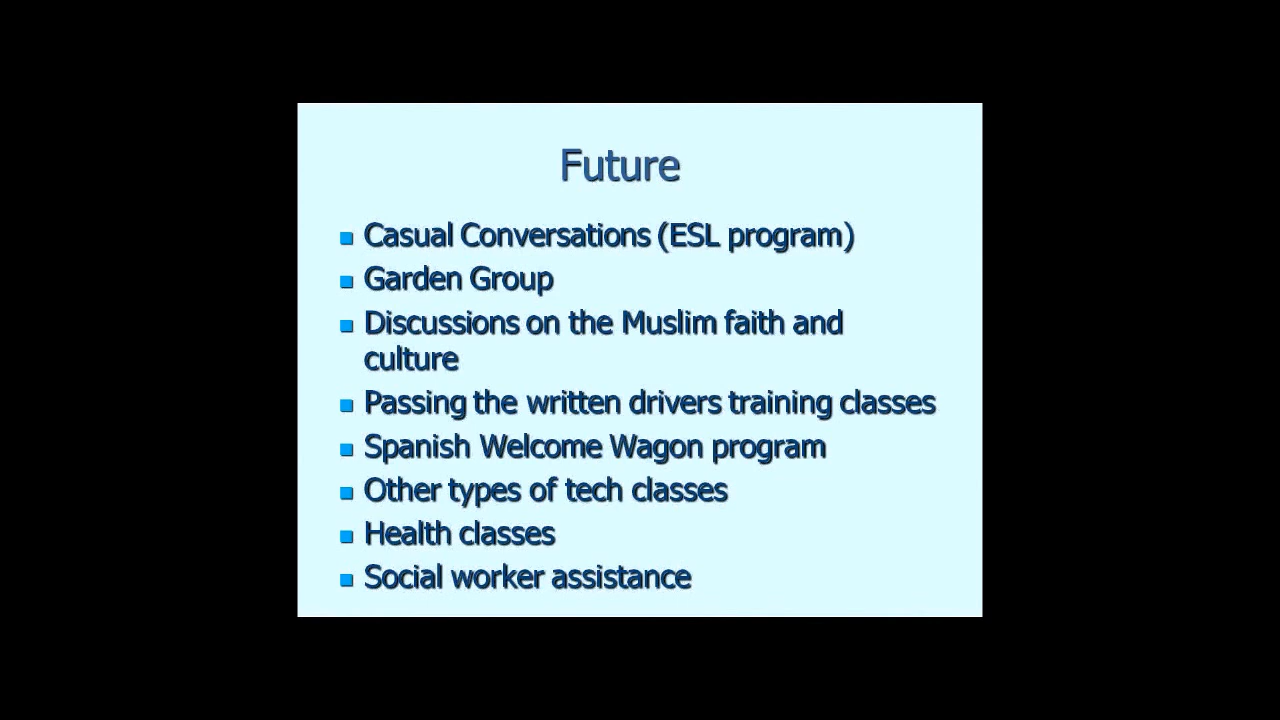 Future
Casual Conversations (ESL program)
Garden Group
Discussions on the Muslim faith and
culture
Passing the written drivers training classes
Spanish Welcome Wagon program
Other types of tech classes
Health classes
Social worker assistance